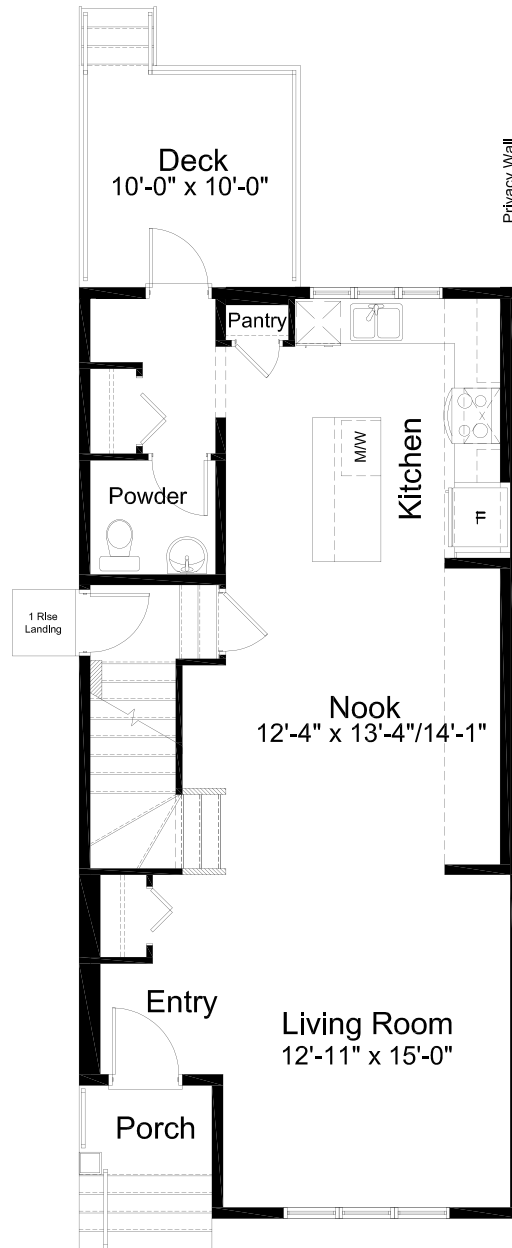 Deck
10'-0" x 10'-0"
Privacy Wall
Pantry
M/W
Kitchen
Powder
F
1 Rise
Landing
Nook
12'-4" x 13'-4"/14'-1"
Entry
Living Room
12'-11" x 15'-0"
Porch